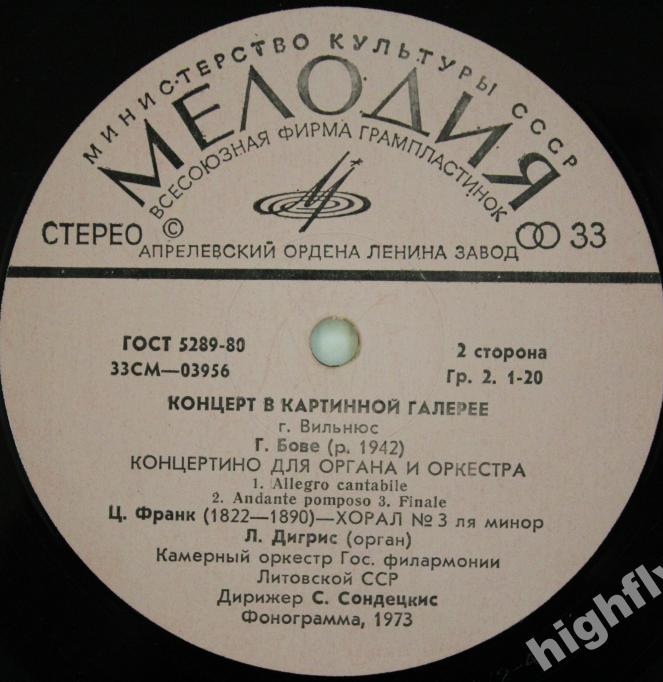 МИНИСТЕРСТВО КУЛЬТУРЫ СССР
МЕЛОДИЯ
ВСЕСОЮЗНАЯ ФИРМА ГРАМПЛАСТИНОК
СТЕРЕО © 33
АПРЕЛЕВСКИЙ ОРДЕНА ЛЕНИНА ЗАВОД
ГОСТ 5289-80
33СМ—03956
2 сторона
Гр. 2. 1-20
КОНЦЕРТ В КАРТИННОЙ ГАЛЕРЕЕ
г. Вильнюс
Г. Бове (р. 1942)
КОНЦЕРТИНО ДЛЯ ОРГАНА И ОРКЕСТРА
1. Allegro cantabile
2. Andante pomposo 3. Finale
Ц. Франк (1822—1890)—ХОРАЛ № 3 ля минор
Л. Дигрис (орган)
Камерный оркестр Гос. филармонии
Литовской ССР
Дирижер С. Сондецкис
Фонограмма, 1973
highfly